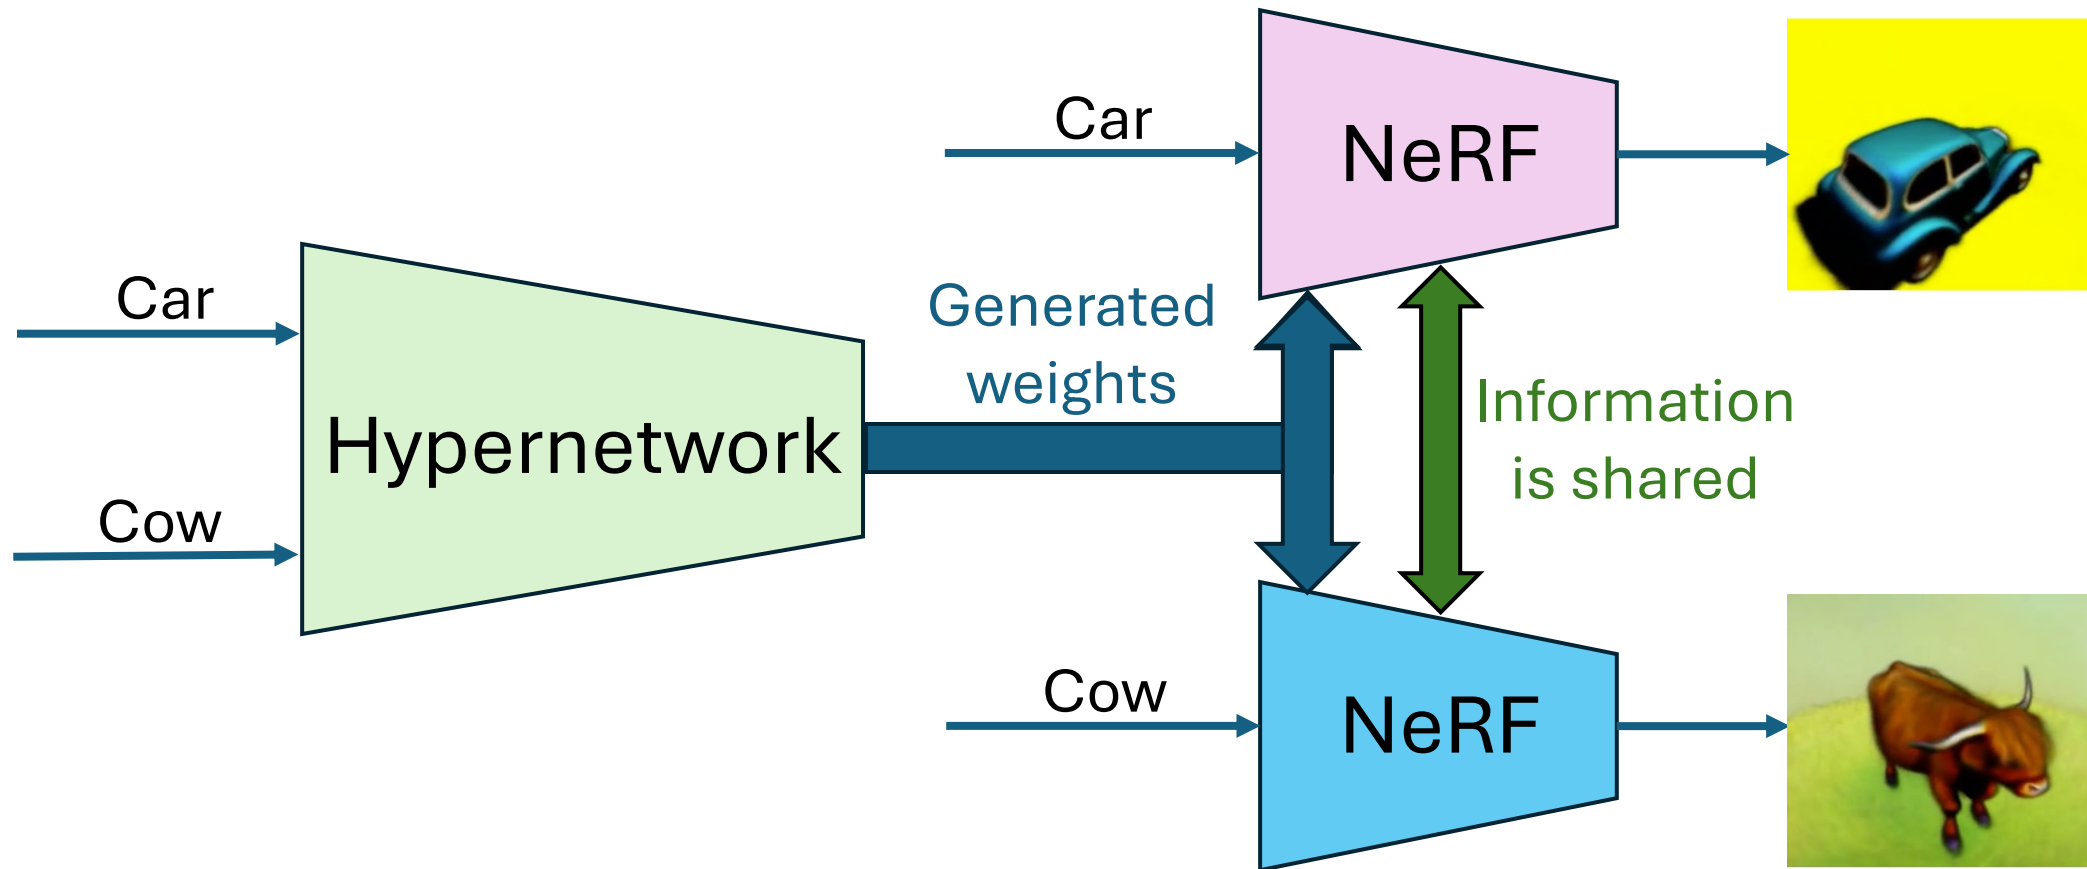 Car
NeRF
Car
Generated
weights
Hypernetwork
Information
is shared
Cow
Cow
NeRF